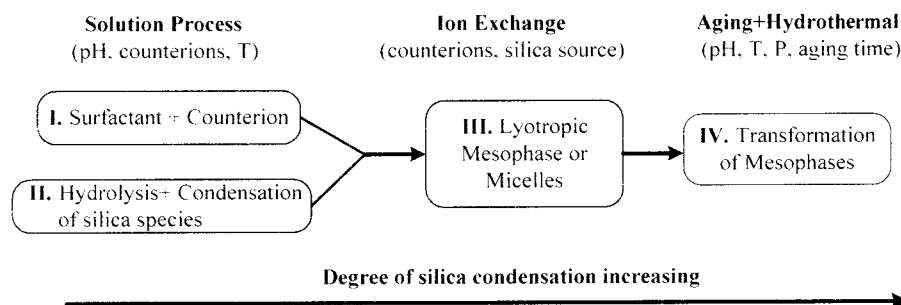 Solution Process
(pH, counterions, T)
Ion Exchange
(counterions, silica source)
Aging+Hydrothermal
(pH, T, P, aging time)
I. Surfactant + Counterion
II. Hydrolysis+ Condensation
of silica species
III. Lyotropic
Mesophase or
Micelles
IV. Transformation
of Mesophases
Degree of silica condensation increasing